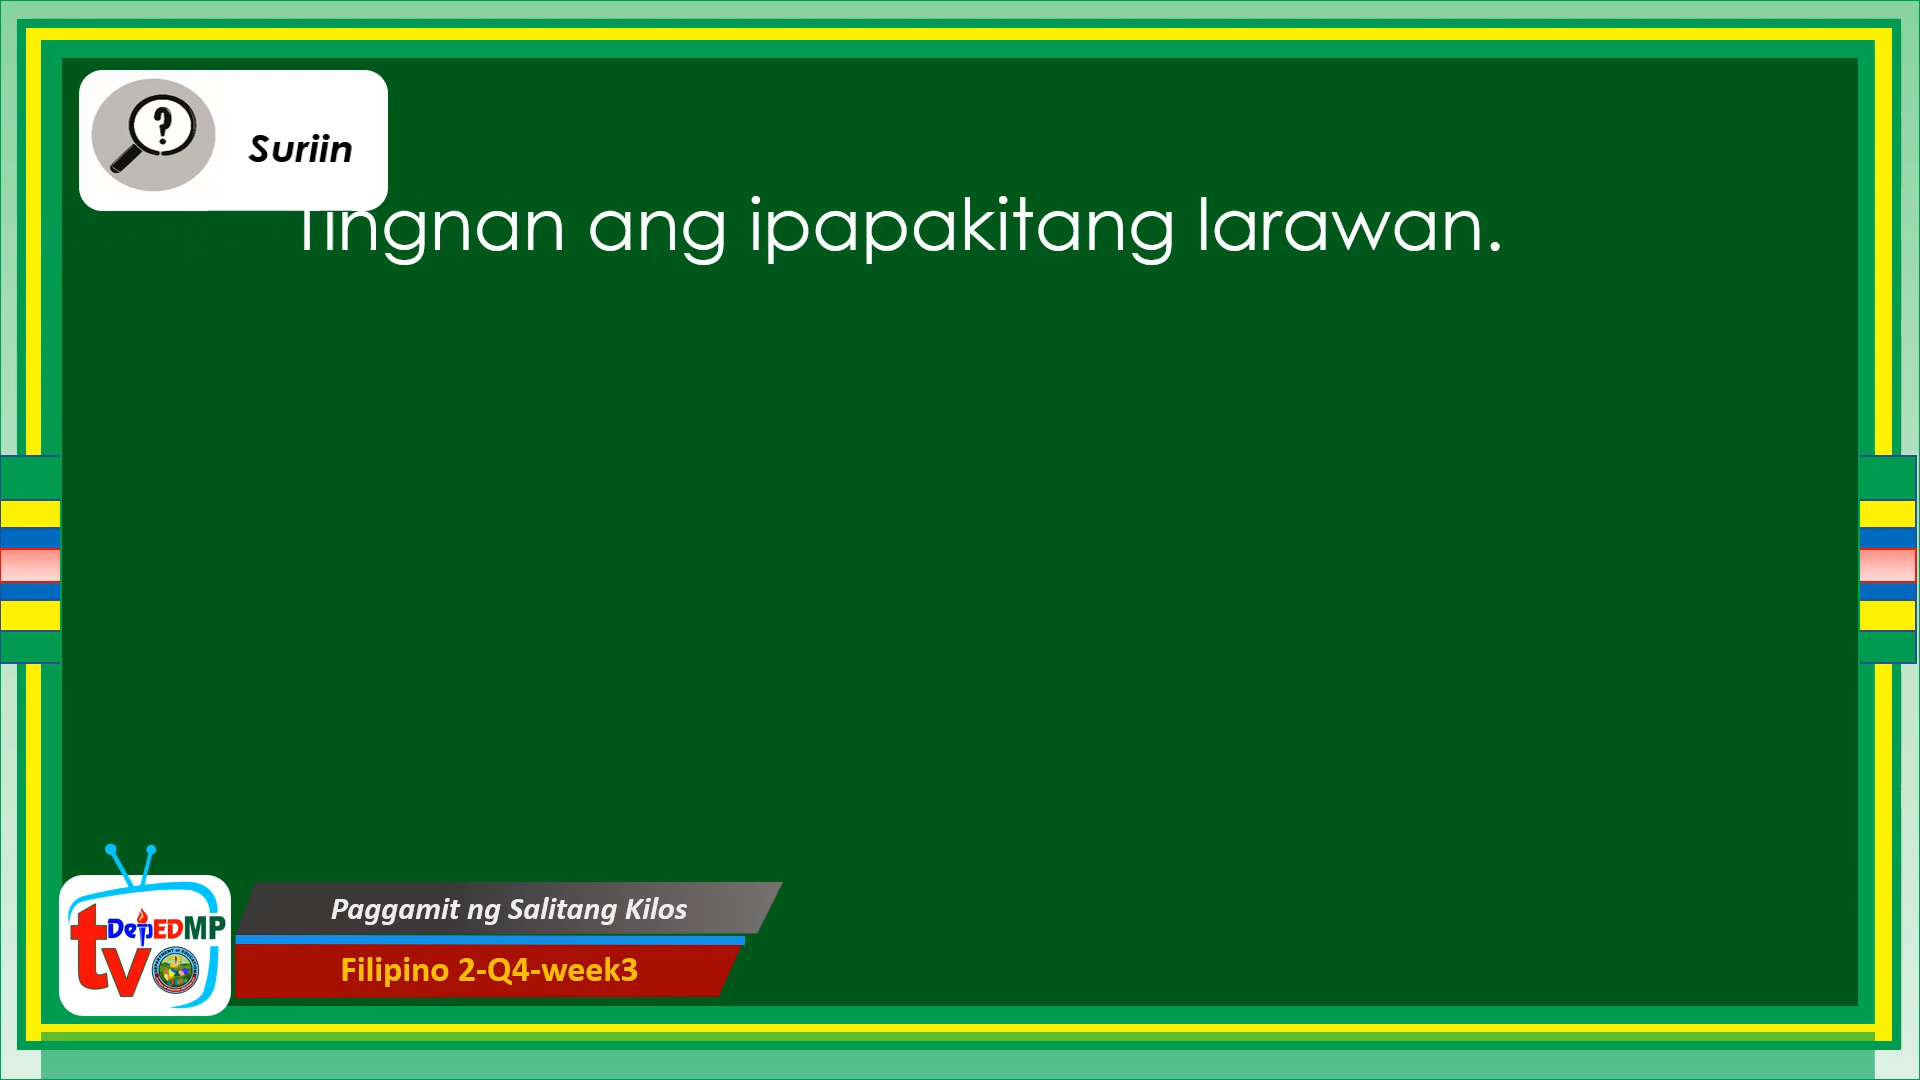 Suriin
Tingnan ang ipapakitang larawan.
DepEDMP
tv
Paggamit ng Salitang Kilos
Filipino 2-Q4-week3